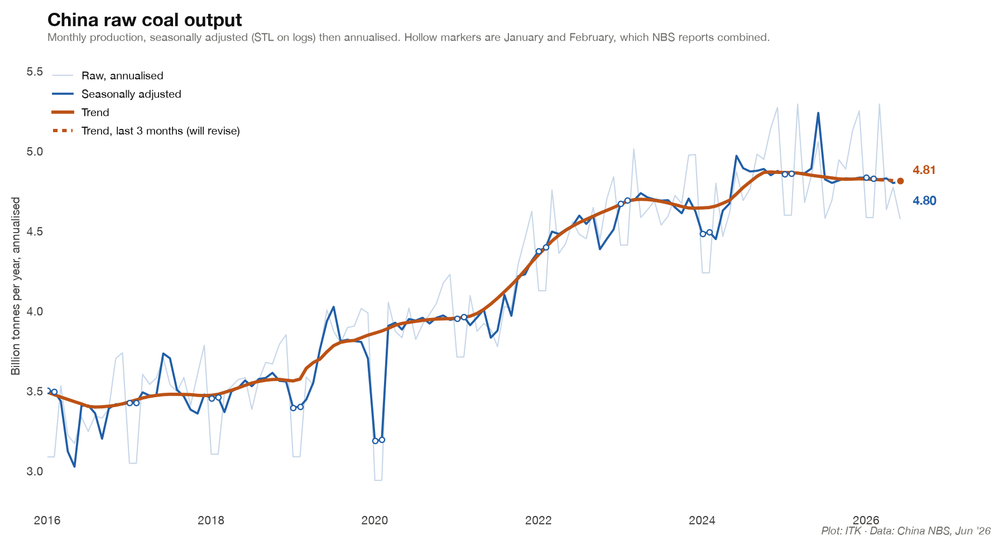 China raw coal output
Monthly production, seasonally adjusted (STL on logs) then annualised. Hollow markers are January and February, which NBS reports combined.
Raw, annualised
Seasonally adjusted
Trend
Trend, last 3 months (will revise)
Billion tonnes per year, annualised
5.5
5.0
4.5
4.0
3.5
3.0
4.81
4.80
2016
2018
2020
2022
2024
2026
Plot: ITK · Data: China NBS, Jun '26